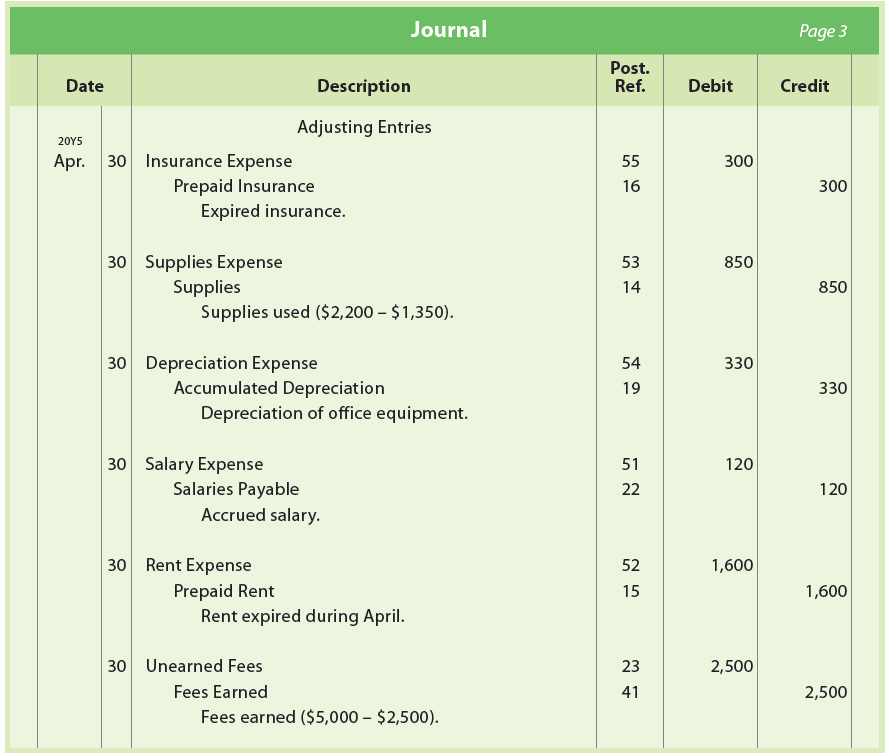 Journal Page 3
Date Description Post. Ref. Debit Credit
Adjusting Entries
20Y5
Apr. 30 Insurance Expense 55 300
Prepaid Insurance 16 300
Expired insurance.
30 Supplies Expense 53 850
Supplies 14 850
Supplies used ($2,200 – $1,350).
30 Depreciation Expense 54 330
Accumulated Depreciation 19 330
Depreciation of office equipment.
30 Salary Expense 51 120
Salaries Payable 22 120
Accrued salary.
30 Rent Expense 52 1,600
Prepaid Rent 15 1,600
Rent expired during April.
30 Unearned Fees 23 2,500
Fees Earned 41 2,500
Fees earned ($5,000 – $2,500).